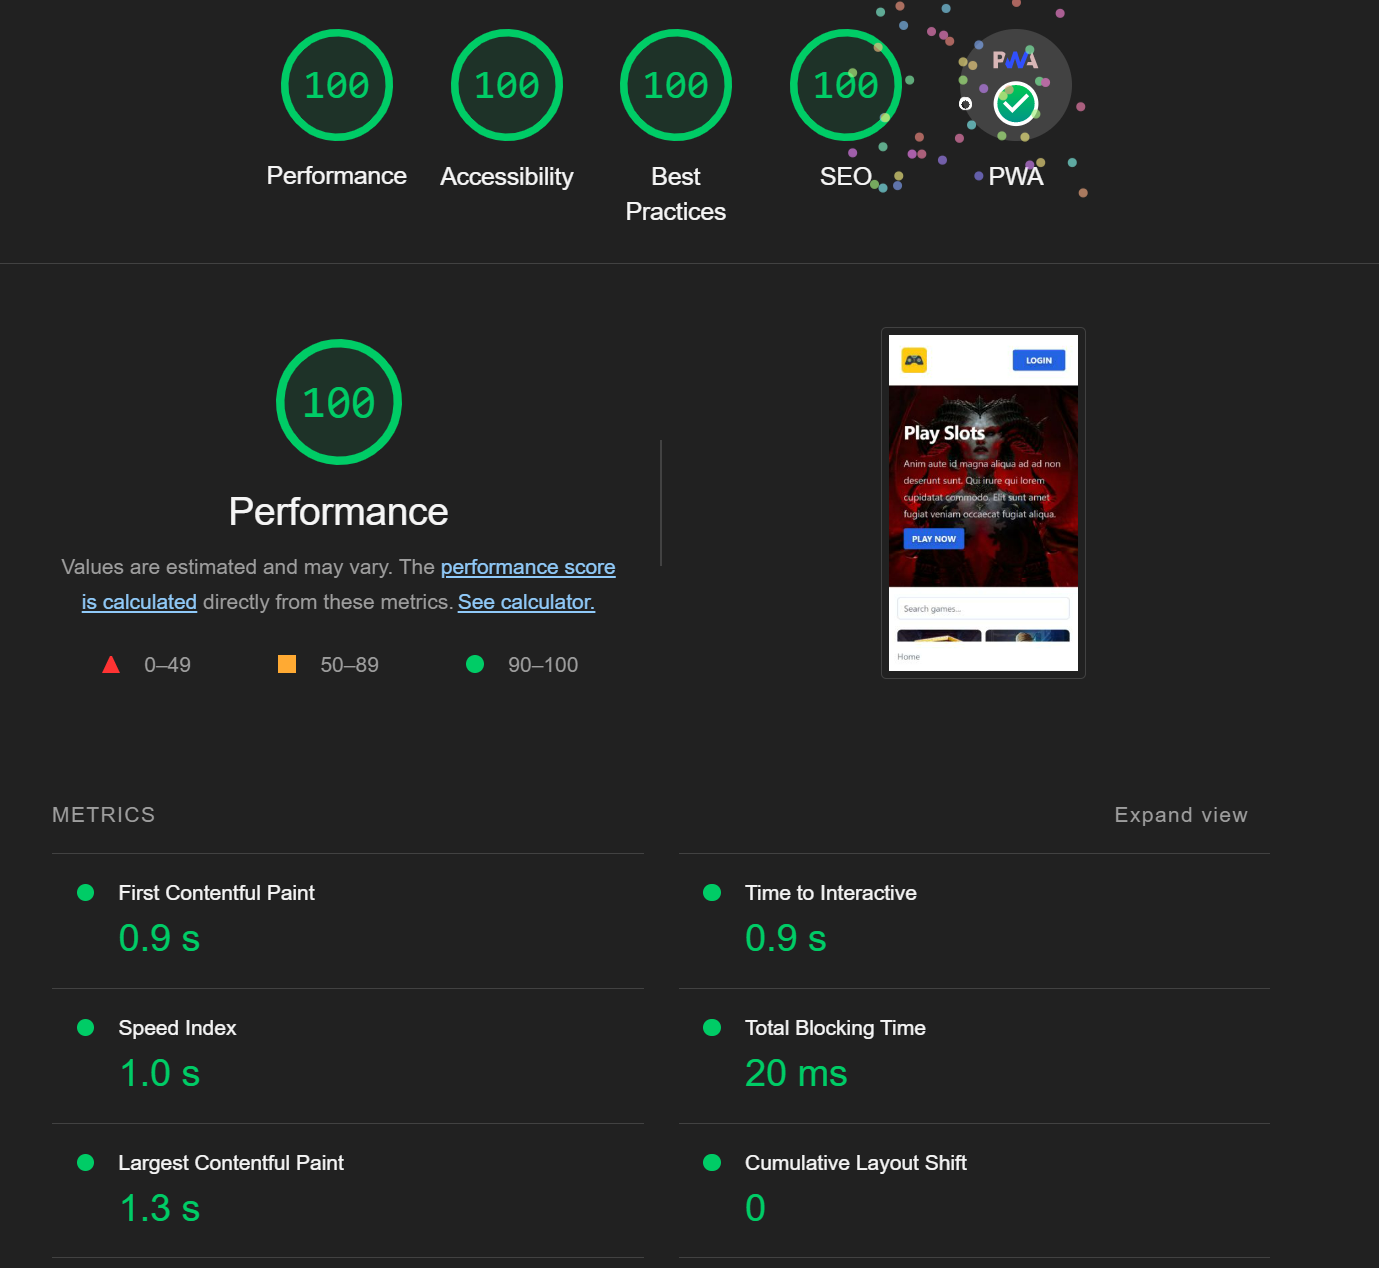 100
100
100
100
PWA
Performance
Accessibility
Best
Practices
SEO
PWA
100
Performance
Values are estimated and may vary. The performance score
is calculated directly from these metrics. See calculator.
0–49
50–89
90–100
LOGIN
Play Slots
Anim aute id magna aliqua ad ad non
deserunt sunt. Qui irure qui lorem
cupidatat commodo. Elit sunt amet
fugiat veniam occaecat fugiat aliqua.
PLAY NOW
Search games...
Home
METRICS
Expand view
First Contentful Paint
0.9 s
Time to Interactive
0.9 s
Speed Index
1.0 s
Total Blocking Time
20 ms
Largest Contentful Paint
1.3 s
Cumulative Layout Shift
0